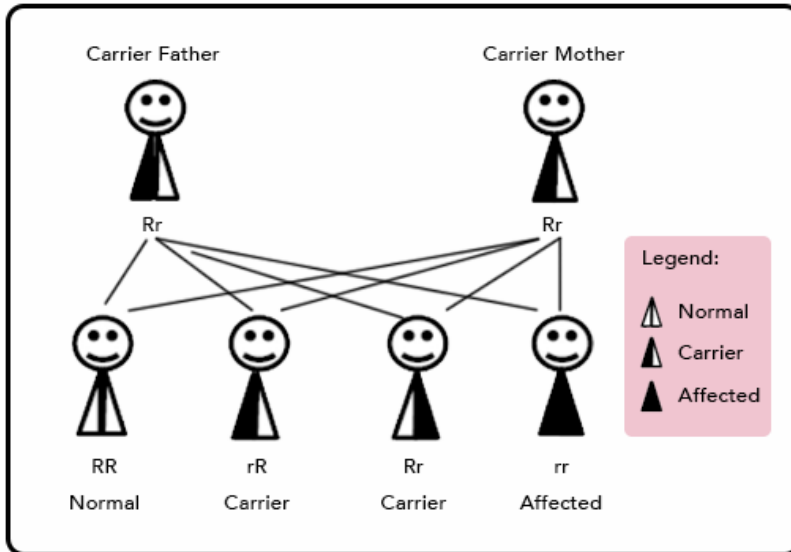 Carrier Father
Carrier Mother
Rr
Rr
Legend:
Normal
Carrier
Affected
RR
rR
Rr
rr
Normal
Carrier
Carrier
Affected